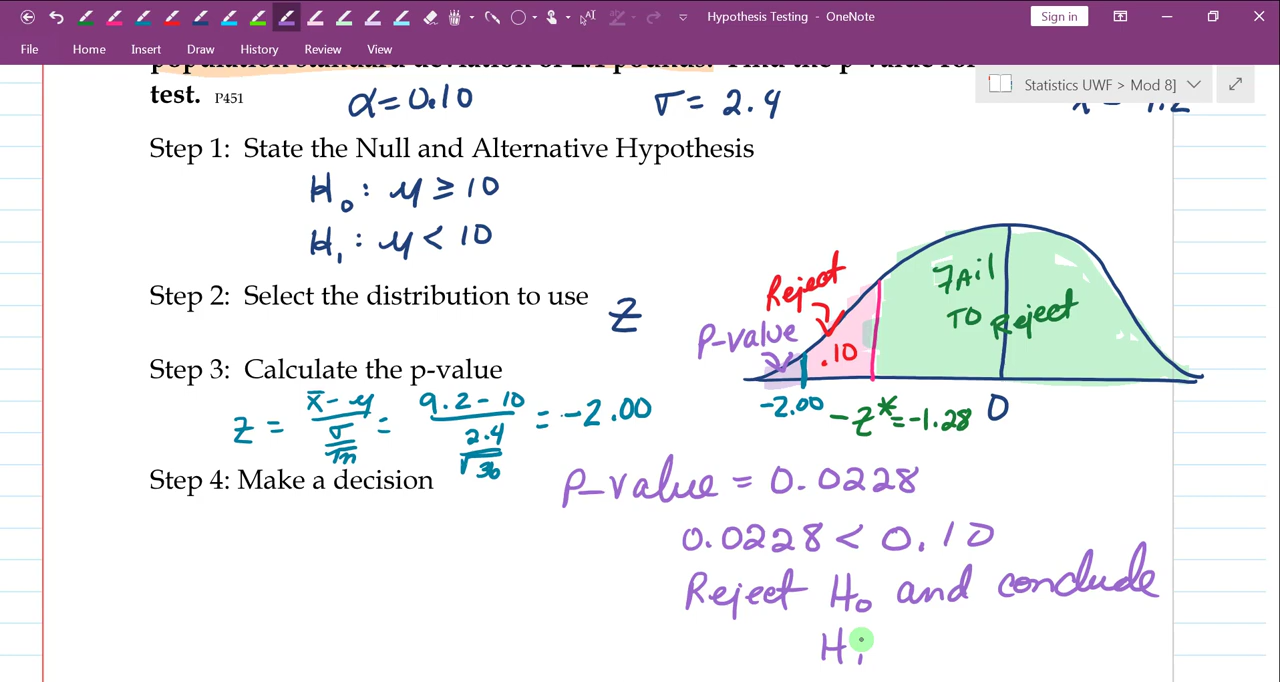 Hypothesis Testing - OneNote
Sign in
File Home Insert Draw History Review View
Statistics UWF > Mod 8]
test. P451 α = 0.10 σ = 2.4
Step 1: State the Null and Alternative Hypothesis
H₀ : μ ≥ 10
H₁ : μ < 10
Step 2: Select the distribution to use Z
Reject
Fail
To Reject
P-value
.10
Step 3: Calculate the p-value
-2.00 -Z* = -1.28 0
Z = (x̄ - μ)/(σ/√n) = (9.2 - 10)/(2.4/√36) = -2.00
Step 4: Make a decision
P-value = 0.0228
0.0228 < 0.10
Reject H₀ and conclude
H₁